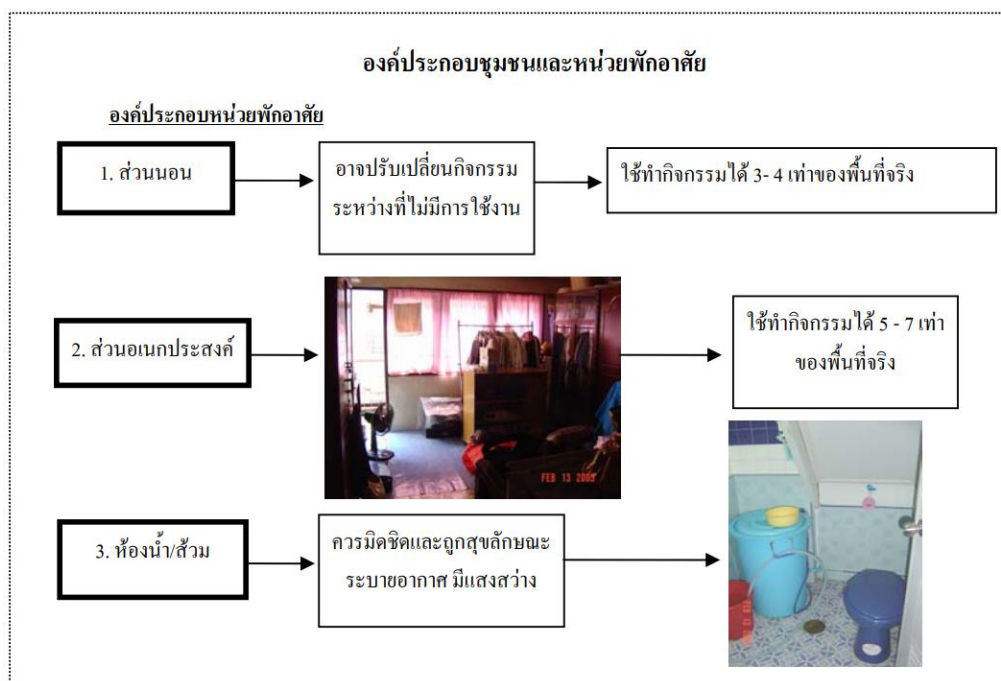 องค์ประกอบชุมชนและหน่วยพักอาศัย
องค์ประกอบหน่วยพักอาศัย
1. ส่วนนอน
อาจปรับเปลี่ยนกิจกรรม
ระหว่างที่ไม่มีการใช้งาน
ใช้ทำกิจกรรมได้ 3- 4 เท่าของพื้นที่จริง
2. ส่วนอเนกประสงค์
FEB 13 2005
ใช้ทำกิจกรรมได้ 5 - 7 เท่า
ของพื้นที่จริง
3. ห้องน้ำ/ส้วม
ควรมิดชิดและถูกสุขลักษณะ
ระบายอากาศ มีแสงสว่าง